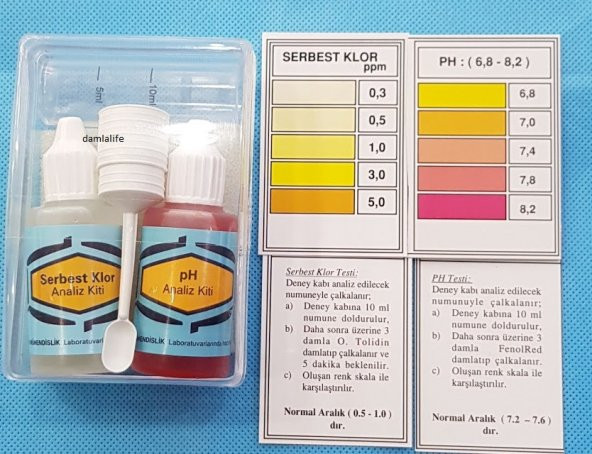 5ml
10ml
damlalife
Serbest Klor
Analiz Kiti
pH
Analiz Kiti
Laboratuvarında
SERBEST KLOR
ppm
0,3
0,5
1,0
3,0
5,0
PH : ( 6,8 - 8,2 )
6,8
7,0
7,4
7,8
8,2
Serbest Klor Testi:
Deney kabı analiz edilecek
numuneyle çalkalanır;
a) Deney kabına 10 ml
numune doldurulur,
b) Daha sonra üzerine 3
damla O. Tolidin
damlatıp çalkalanır ve
5 dakika beklenilir.
c) Oluşan renk skala ile
karşılaştırılır.
Normal Aralık ( 0.5 - 1.0 )
dır.
PH Testi:
Deney kabı analiz edilecek
numunuyle çalkalanır;
a) Deney kabına 10 ml
numune doldurulur,
b) Daha sonra üzerine 3
damla FenolRed
damlatıp çalkalanır.
c) Oluşan renk skala ile
karşılaştırılır.
Normal Aralık ( 7.2 – 7.6 )
dır.